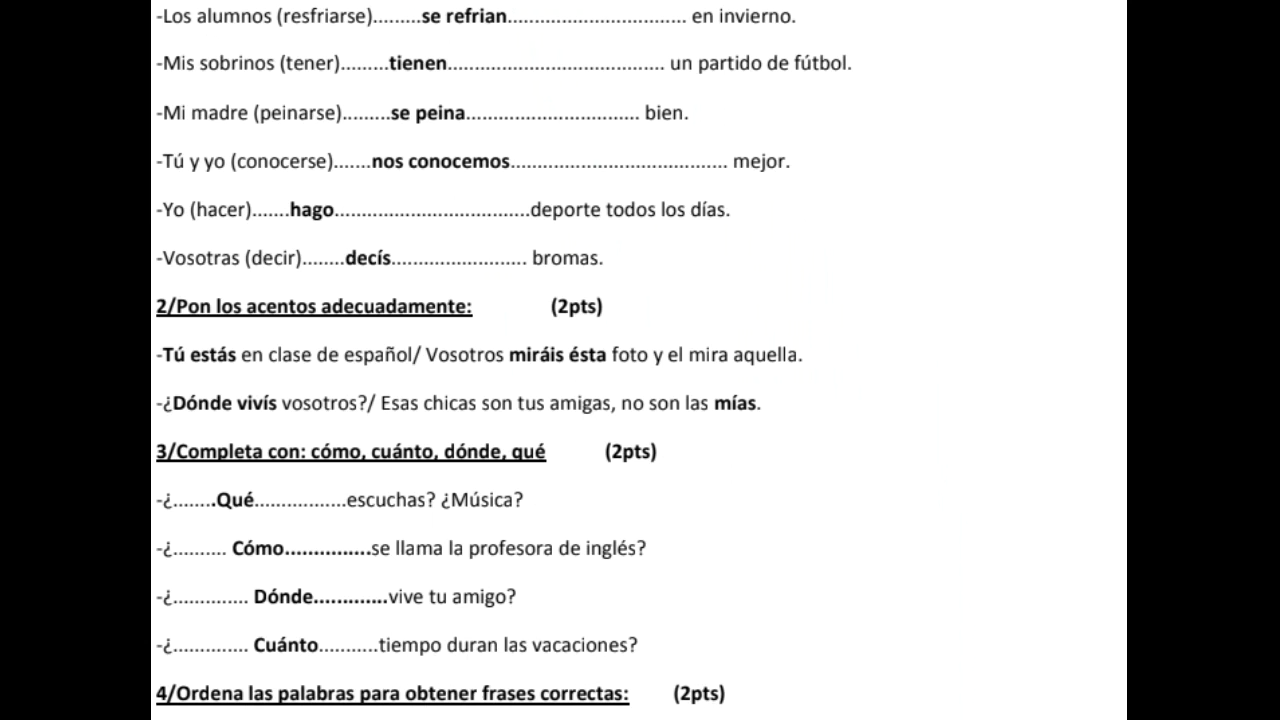 -Los alumnos (resfriarse).........se refrian................................. en invierno.
-Mis sobrinos (tener).........tienen........................................ un partido de fútbol.
-Mi madre (peinarse).........se peina................................ bien.
-Tú y yo (conocerse).......nos conocemos........................................ mejor.
-Yo (hacer).......hago....................................deporte todos los días.
-Vosotras (decir)........decís......................... bromas.
2/Pon los acentos adecuadamente: (2pts)
-Tú estás en clase de español/ Vosotros miráis ésta foto y el mira aquella.
-¿Dónde vivís vosotros?/ Esas chicas son tus amigas, no son las mías.
3/Completa con: cómo, cuánto, dónde, qué (2pts)
-¿........Qué.................escuchas? ¿Música?
-¿.......... Cómo...............se llama la profesora de inglés?
-¿.............. Dónde.............vive tu amigo?
-¿.............. Cuánto...........tiempo duran las vacaciones?
4/Ordena las palabras para obtener frases correctas: (2pts)